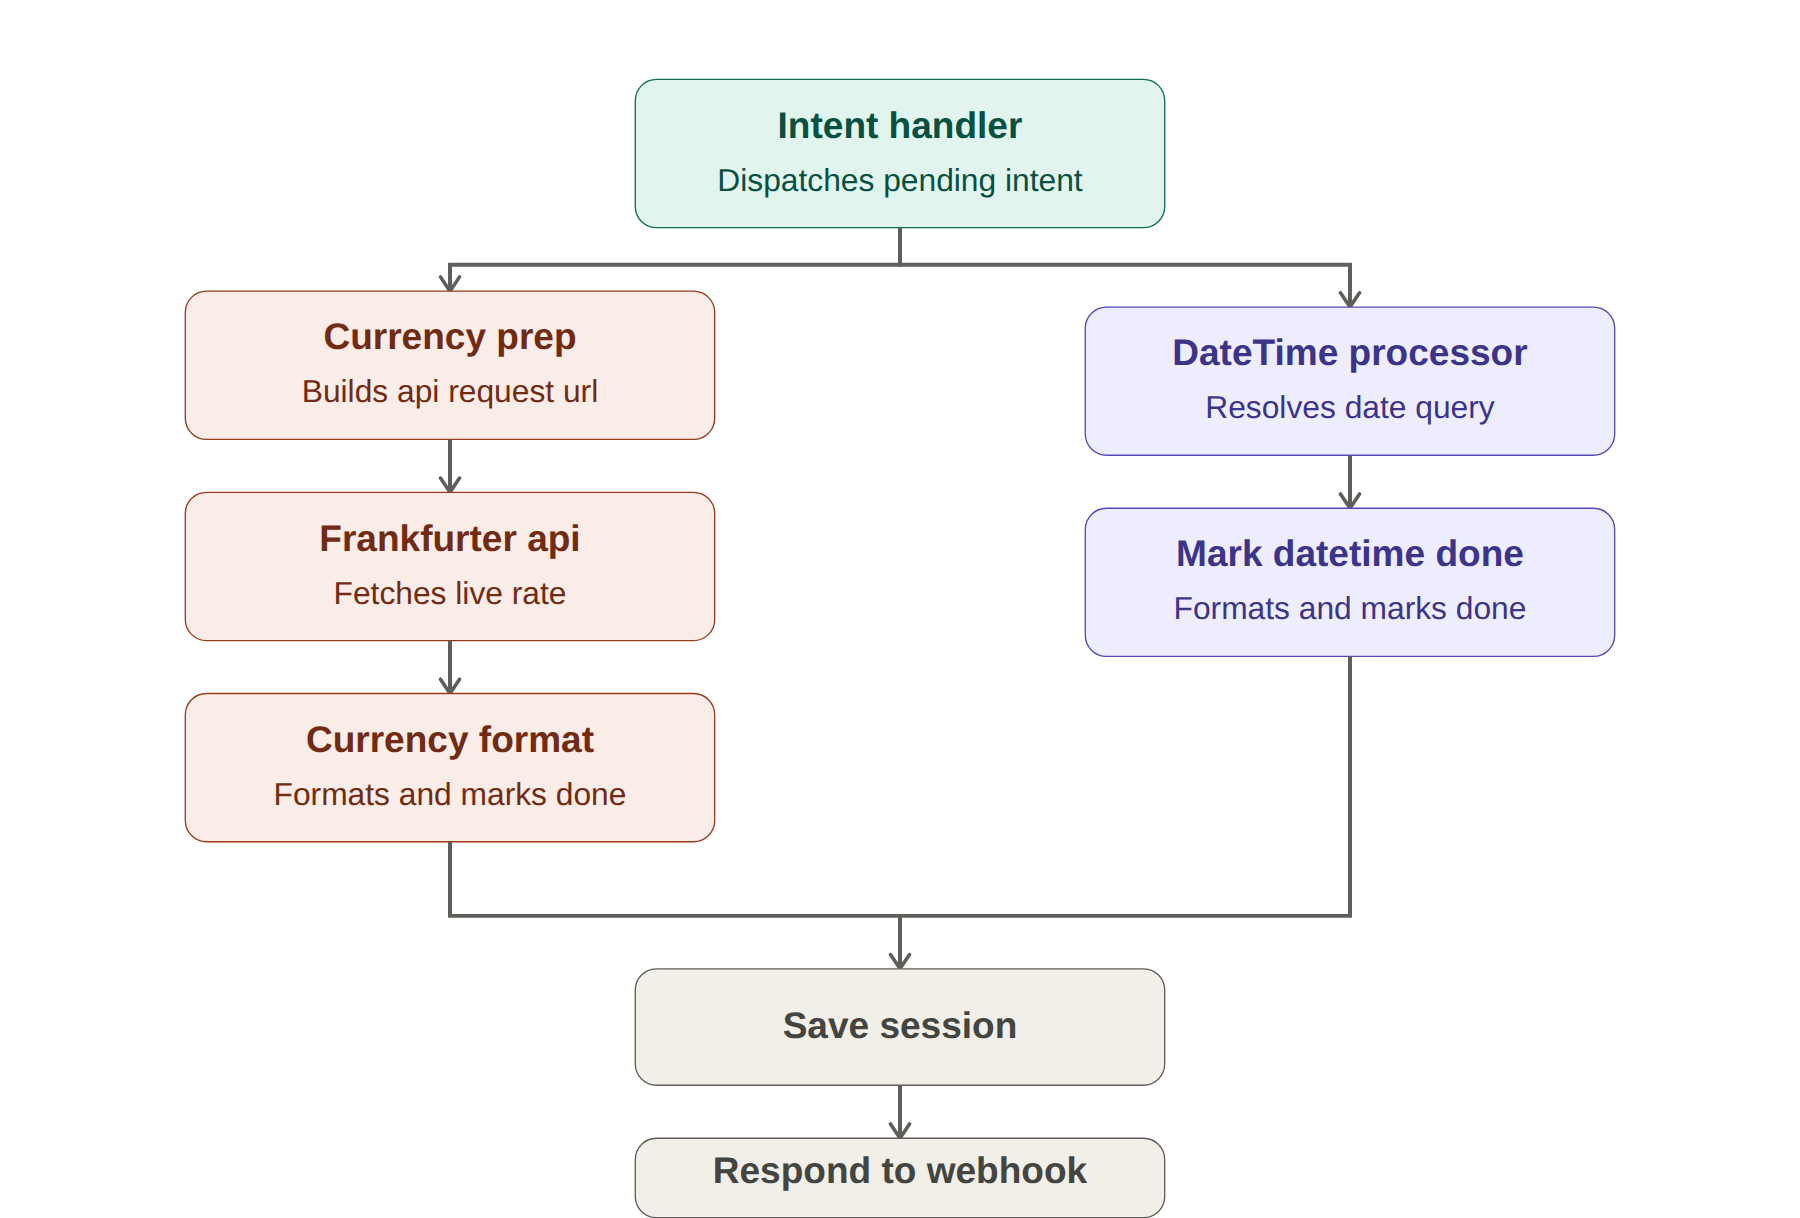 Intent handler
Dispatches pending intent
Currency prep
Builds api request url
Frankfurter api
Fetches live rate
Currency format
Formats and marks done
DateTime processor
Resolves date query
Mark datetime done
Formats and marks done
Save session
Respond to webhook